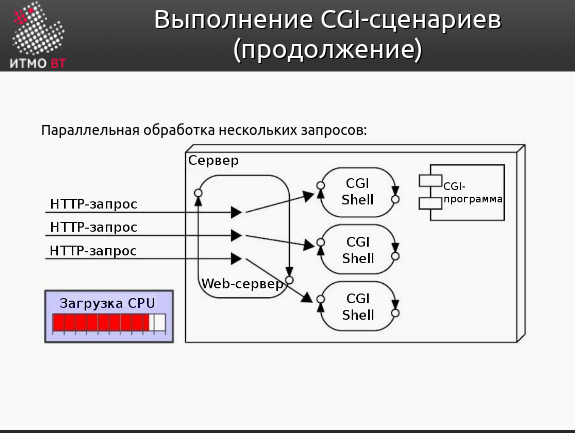 Выполнение CGI-сценариев
(продолжение)
ИТМО ВТ
Параллельная обработка нескольких запросов:
Сервер
HTTP-запрос
HTTP-запрос
HTTP-запрос
Web-сервер
CGI
Shell
CGI
Shell
CGI
Shell
CGI-
программа
Загрузка CPU